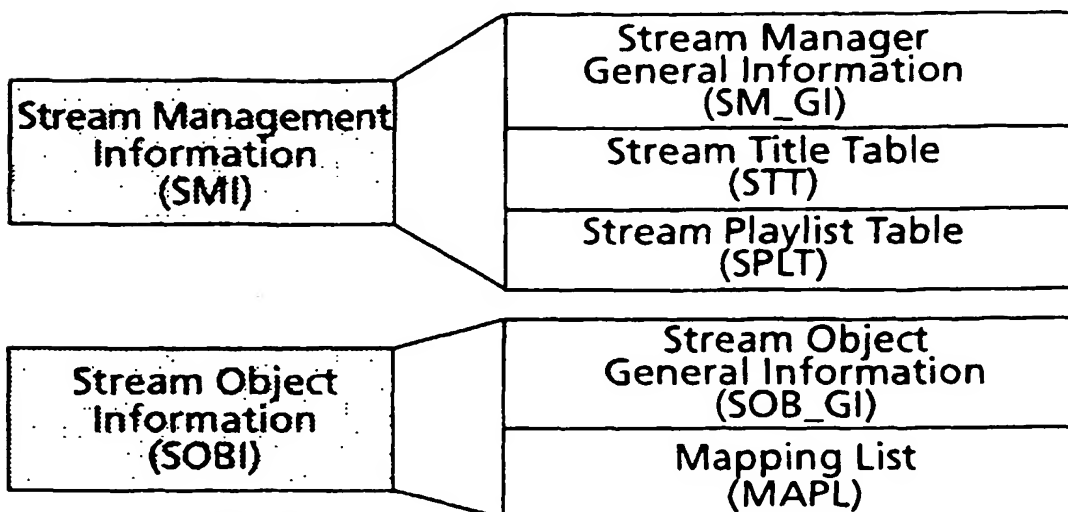 Stream Management
Information
(SMI)
Stream Manager
General Information
(SM_GI)
Stream Title Table
(STT)
Stream Playlist Table
(SPLT)
Stream Object
Information
(SOBI)
Stream Object
General Information
(SOB_GI)
Mapping List
(MAPL)